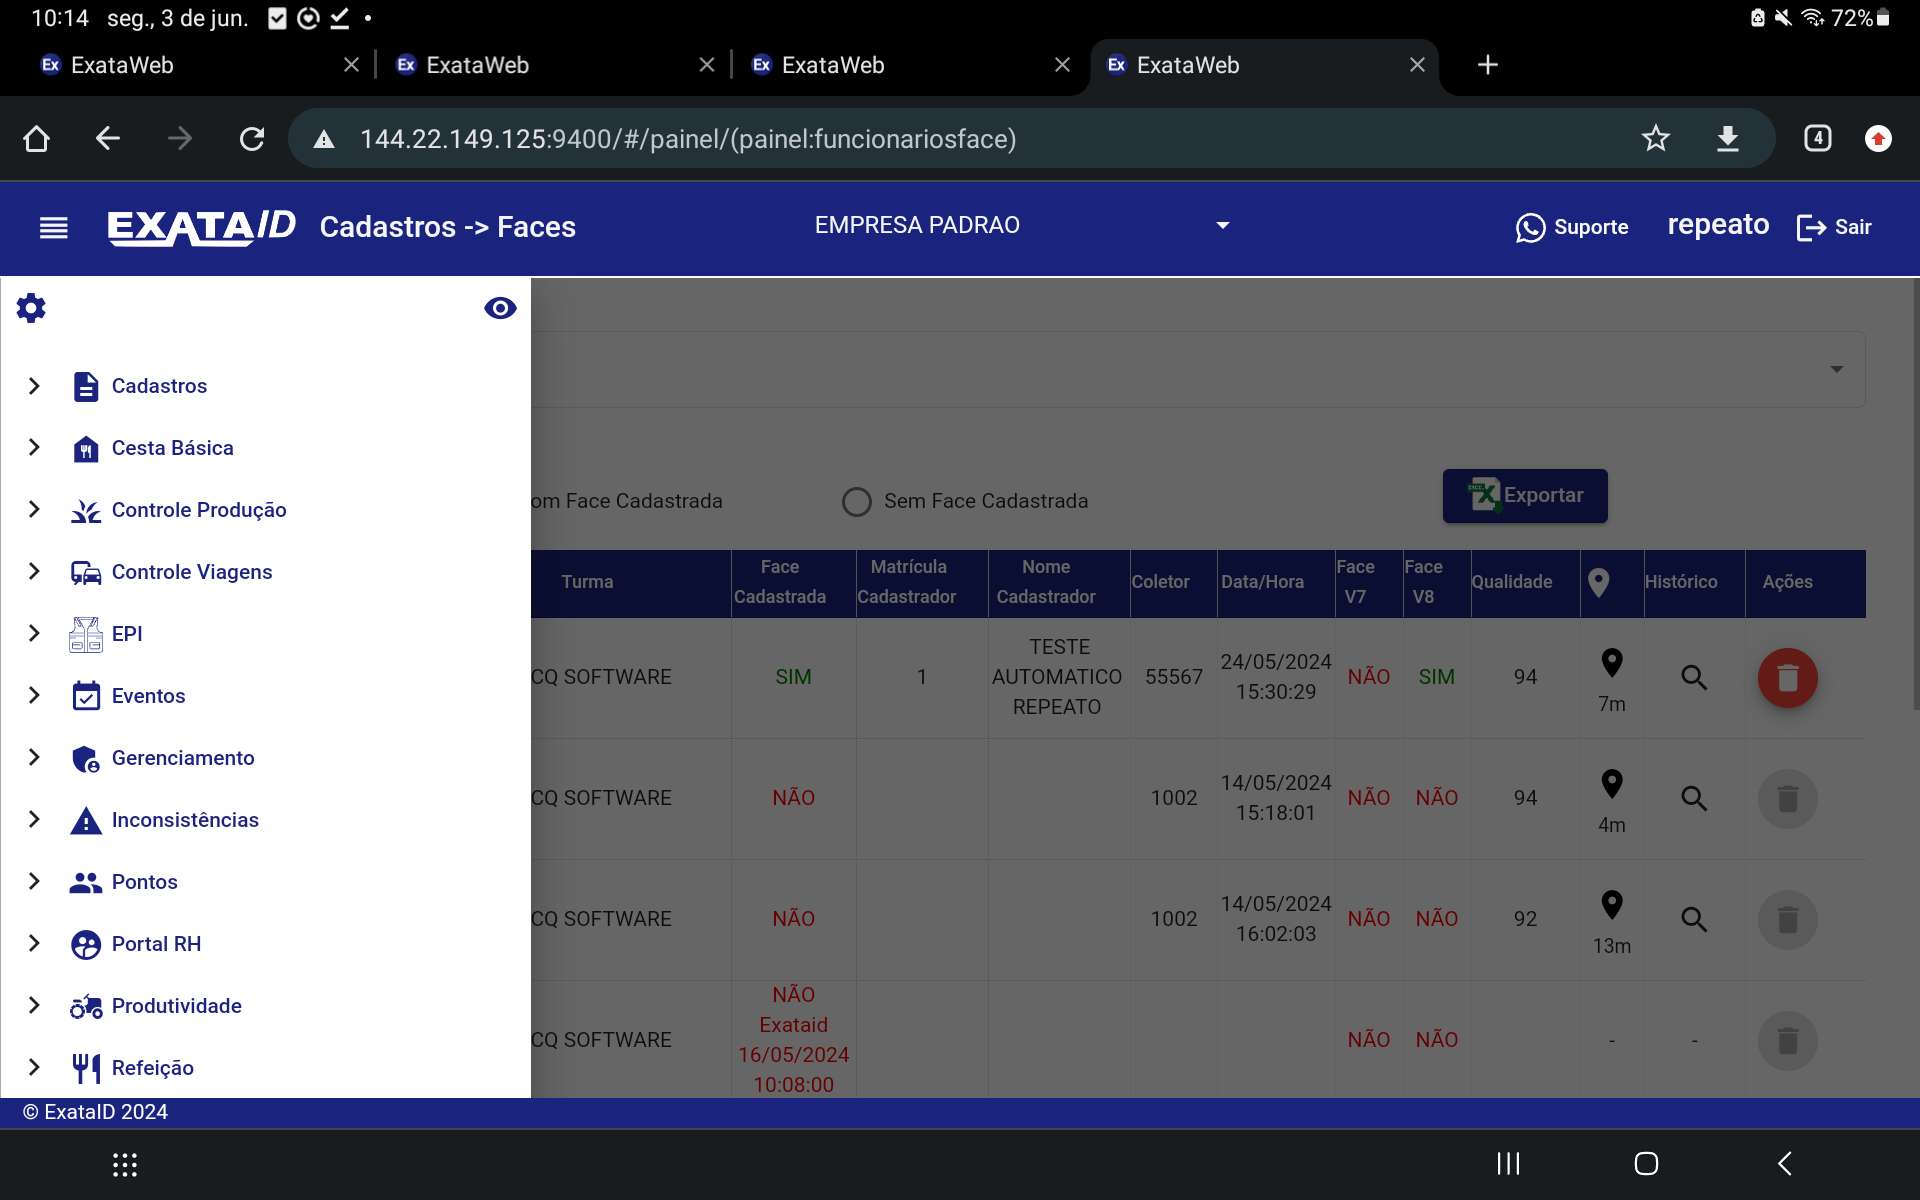 10:14 seg., 3 de jun. 72%
ExataWeb ExataWeb ExataWeb ExataWeb
144.22.149.125:9400/#/painel/(painel:funcionariosface) 4
EXATAID Cadastros -> Faces EMPRESA PADRAO Suporte repeato Sair
Cadastros
Cesta Básica
Controle Produção
Controle Viagens
EPI
Eventos
Gerenciamento
Inconsistências
Pontos
Portal RH
Produtividade
Refeição
om Face Cadastrada Sem Face Cadastrada Exportar
Turma Face Cadastrada Matrícula Cadastrador Nome Cadastrador Coletor Data/Hora Face V7 Face V8 Qualidade Histórico Ações
CQ SOFTWARE SIM 1 TESTE AUTOMATICO REPEATO 55567 24/05/2024 15:30:29 NÃO SIM 94 7m
CQ SOFTWARE NÃO 1002 14/05/2024 15:18:01 NÃO NÃO 94 4m
CQ SOFTWARE NÃO 1002 14/05/2024 16:02:03 NÃO NÃO 92 13m
CQ SOFTWARE NÃO Exataid 16/05/2024 10:08:00 NÃO NÃO - -
© ExataID 2024